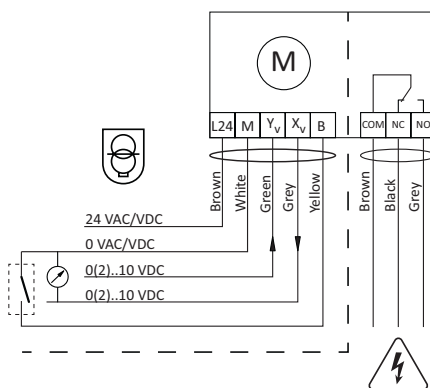 M
L24 M Yv Xv B COM NC NO
Brown White Green Grey Yellow Brown Black Grey
24 VAC/VDC
0 VAC/VDC
0(2)..10 VDC
0(2)..10 VDC